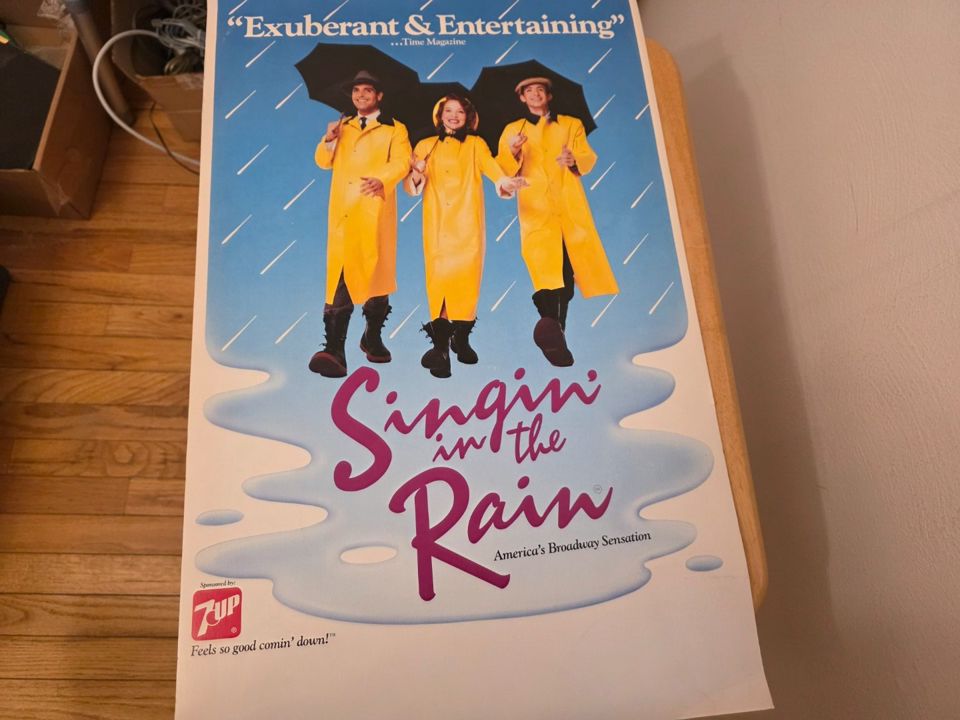 “Exuberant & Entertaining”
...Time Magazine
Singin’
in the
Rain
America's Broadway Sensation
Sponsored by:
7UP
®
Feels so good comin' down!™